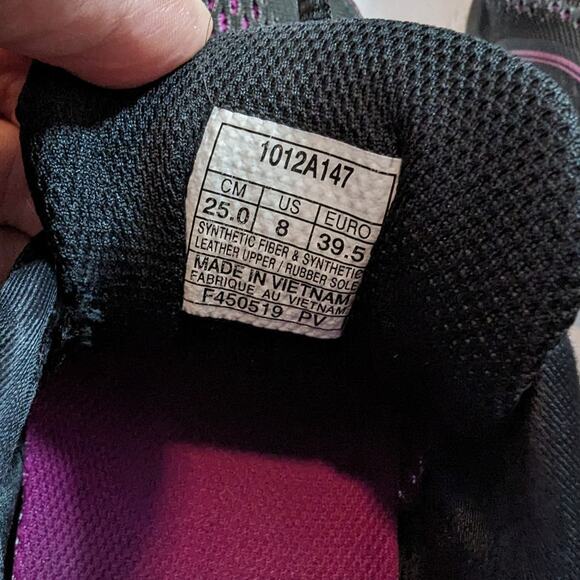 1012A147
CM US EURO
25.0 8 39.5
SYNTHETIC FIBER & SYNTHETIC
LEATHER UPPER / RUBBER SOLE
MADE IN VIETNAM
FABRIQUE AU VIETNAM
F450519 PV